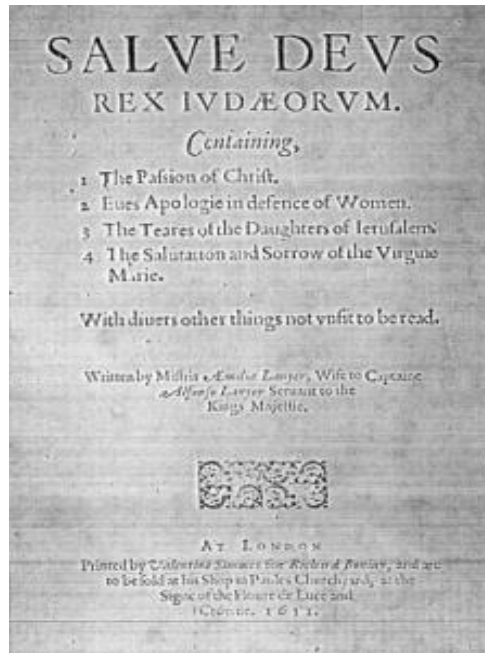 SALVE DEVS
REX IVDÆORVM.
Containing,
1 The Passion of Christ.
2 Eues Apologie in defence of Women.
3 The Teares of the Daughters of Ierusalem.
4 The Salutation and Sorrow of the Virgine
Marie.
With diuers other things not vnfit to be read.
Written by Mistris Æmilia Lanyer, Wife to Captaine
Alfonso Lanyer Seruant to the
Kings Majestie.
AT LONDON
Printed by Valentine Simmes for Richard Bonian, and are
to be sold at his Shop in Paules Churchyard, at the
Signe of the Floure de Luce and
Crowne. 1611.